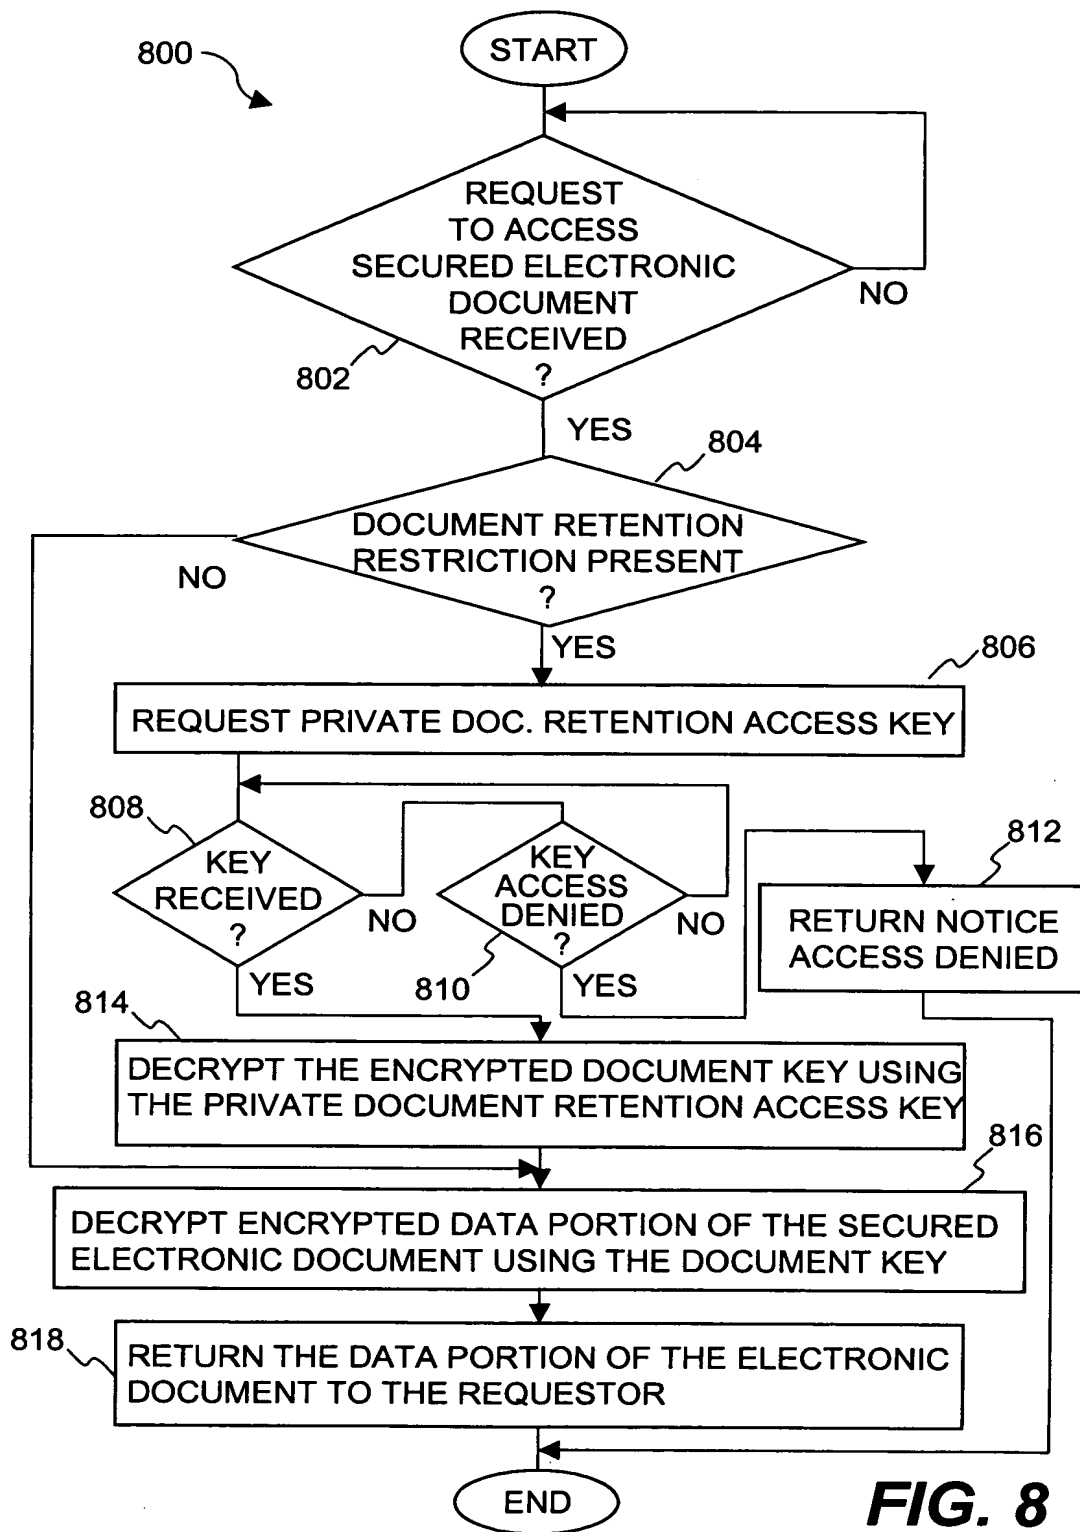 START
800
REQUEST
TO ACCESS
SECURED ELECTRONIC
DOCUMENT
RECEIVED
?
NO
802
YES
804
DOCUMENT RETENTION
RESTRICTION PRESENT
?
NO
YES
806
REQUEST PRIVATE DOC. RETENTION ACCESS KEY
808
KEY
RECEIVED
?
NO
YES
KEY
ACCESS
DENIED
?
NO
810
YES
812
RETURN NOTICE
ACCESS DENIED
814
DECRYPT THE ENCRYPTED DOCUMENT KEY USING
THE PRIVATE DOCUMENT RETENTION ACCESS KEY
816
DECRYPT ENCRYPTED DATA PORTION OF THE SECURED
ELECTRONIC DOCUMENT USING THE DOCUMENT KEY
818
RETURN THE DATA PORTION OF THE ELECTRONIC
DOCUMENT TO THE REQUESTOR
END
FIG. 8